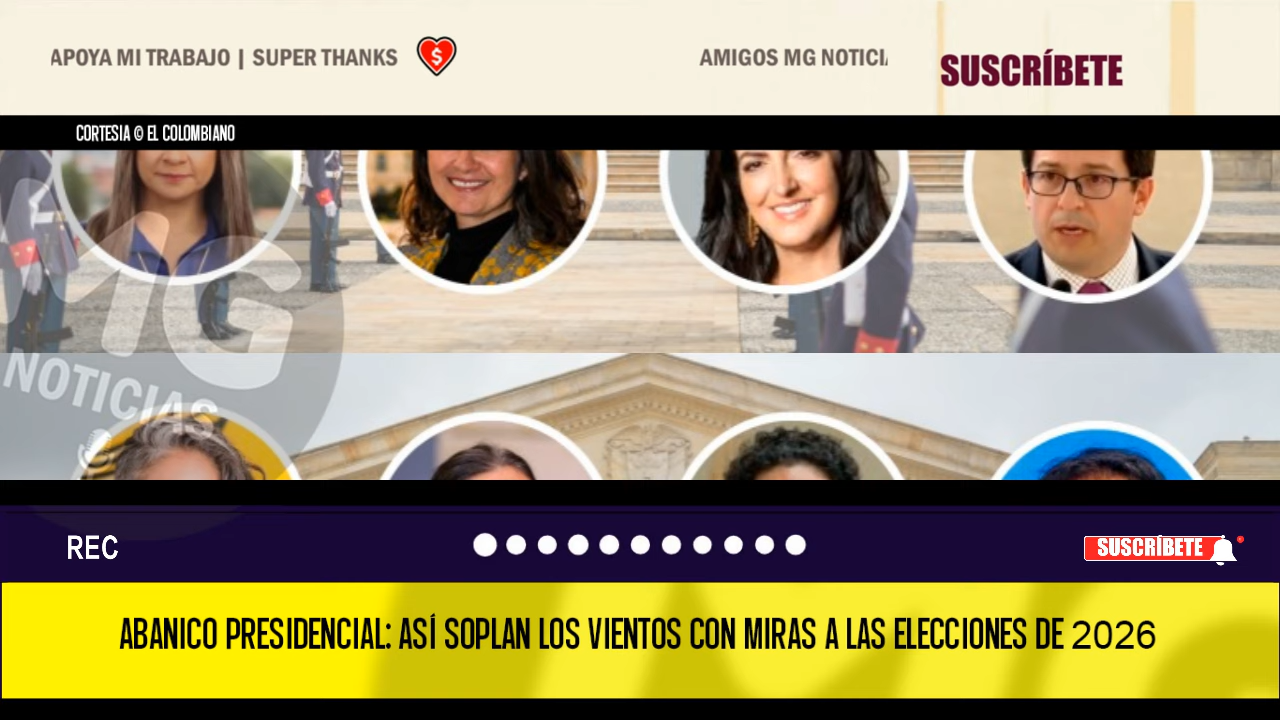 APOYA MI TRABAJO | SUPER THANKS
AMIGOS MG NOTICI
SUSCRÍBETE
CORTESIA © EL COLOMBIANO
MG
NOTICIAS
REC
SUSCRÍBETE
ABANICO PRESIDENCIAL: ASÍ SOPLAN LOS VIENTOS CON MIRAS A LAS ELECCIONES DE 2026